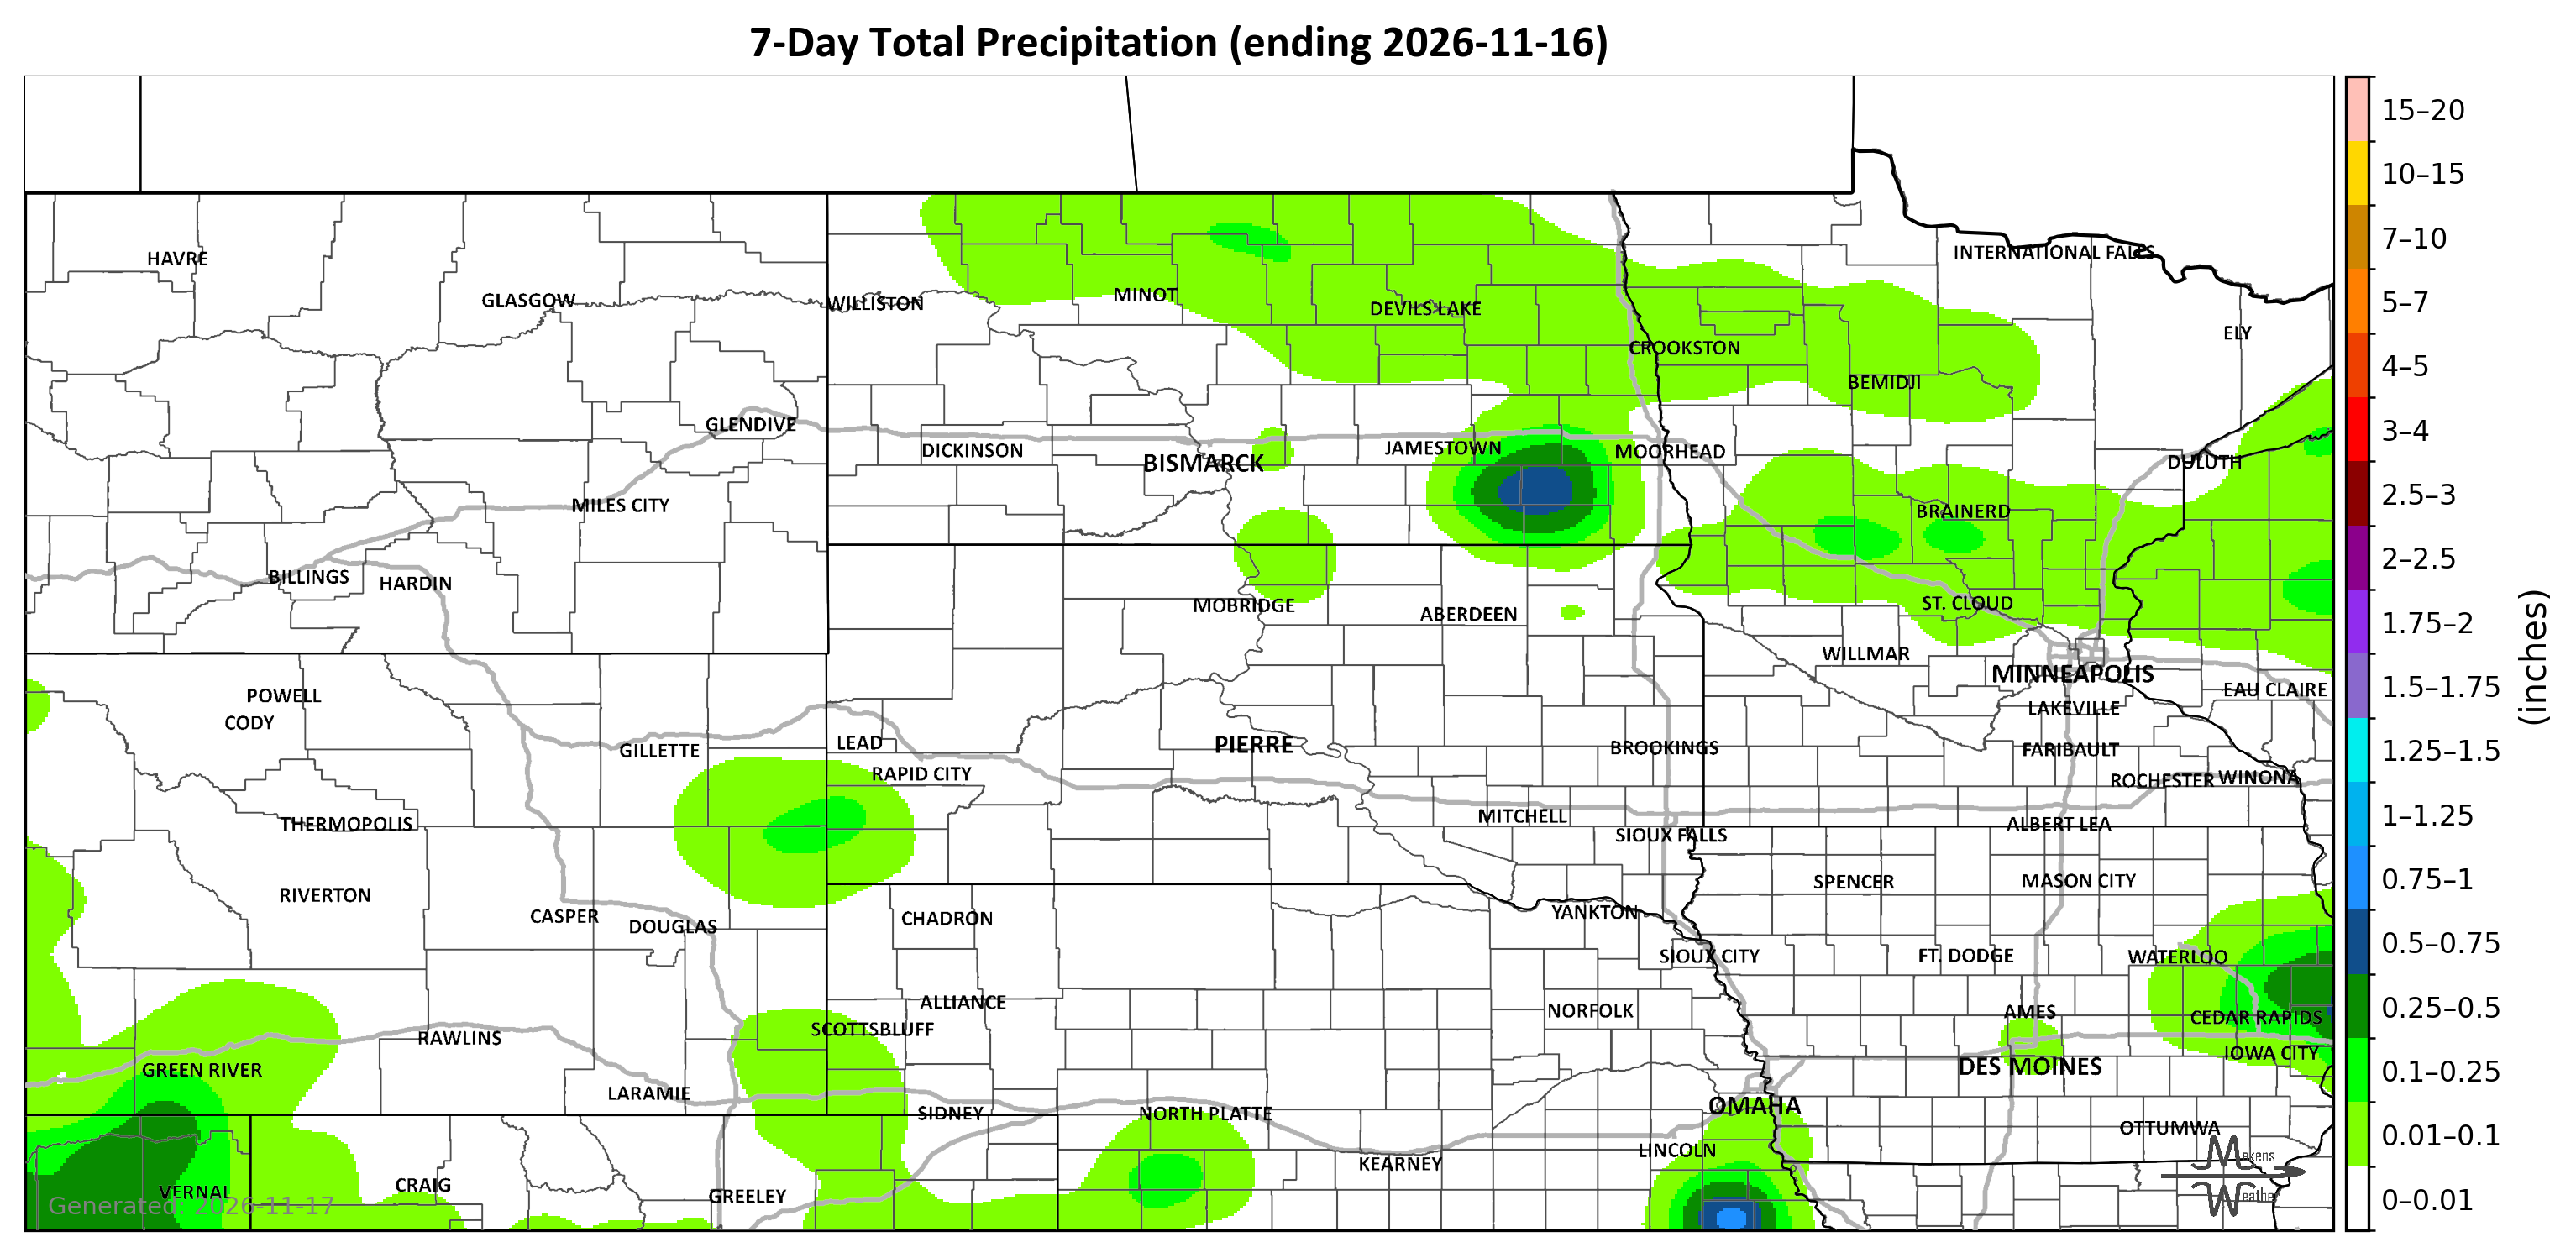 7-Day Total Precipitation (ending 2026-11-16)
15–20
10–15
7–10
5–7
4–5
3–4
2.5–3
2–2.5
1.75–2
1.5–1.75
1.25–1.5
1–1.25
0.75–1
0.5–0.75
0.25–0.5
0.1–0.25
0.01–0.1
0–0.01
(inches)
HAVRE
INTERNATIONAL FALLS
GLASGOW
WILLISTON
MINOT
DEVILS LAKE
ELY
CROOKSTON
BEMIDJI
GLENDIVE
DICKINSON
BISMARCK
JAMESTOWN
MOORHEAD
DULUTH
MILES CITY
BRAINERD
BILLINGS
HARDIN
MOBRIDGE
ABERDEEN
ST. CLOUD
WILLMAR
MINNEAPOLIS
POWELL
EAU CLAIRE
CODY
LAKEVILLE
GILLETTE
LEAD
PIERRE
BROOKINGS
FARIBAULT
RAPID CITY
ROCHESTER
WINONA
THERMOPOLIS
MITCHELL
ALBERT LEA
SIOUX FALLS
RIVERTON
SPENCER
MASON CITY
CASPER
DOUGLAS
CHADRON
YANKTON
SIOUX CITY
FT. DODGE
WATERLOO
ALLIANCE
NORFOLK
AMES
SCOTTSBLUFF
CEDAR RAPIDS
RAWLINS
IOWA CITY
GREEN RIVER
DES MOINES
LARAMIE
OMAHA
SIDNEY
NORTH PLATTE
OTTUMWA
LINCOLN
KEARNEY
VERNAL
CRAIG
GREELEY
Makens
Weather
Generated: 2026-11-17